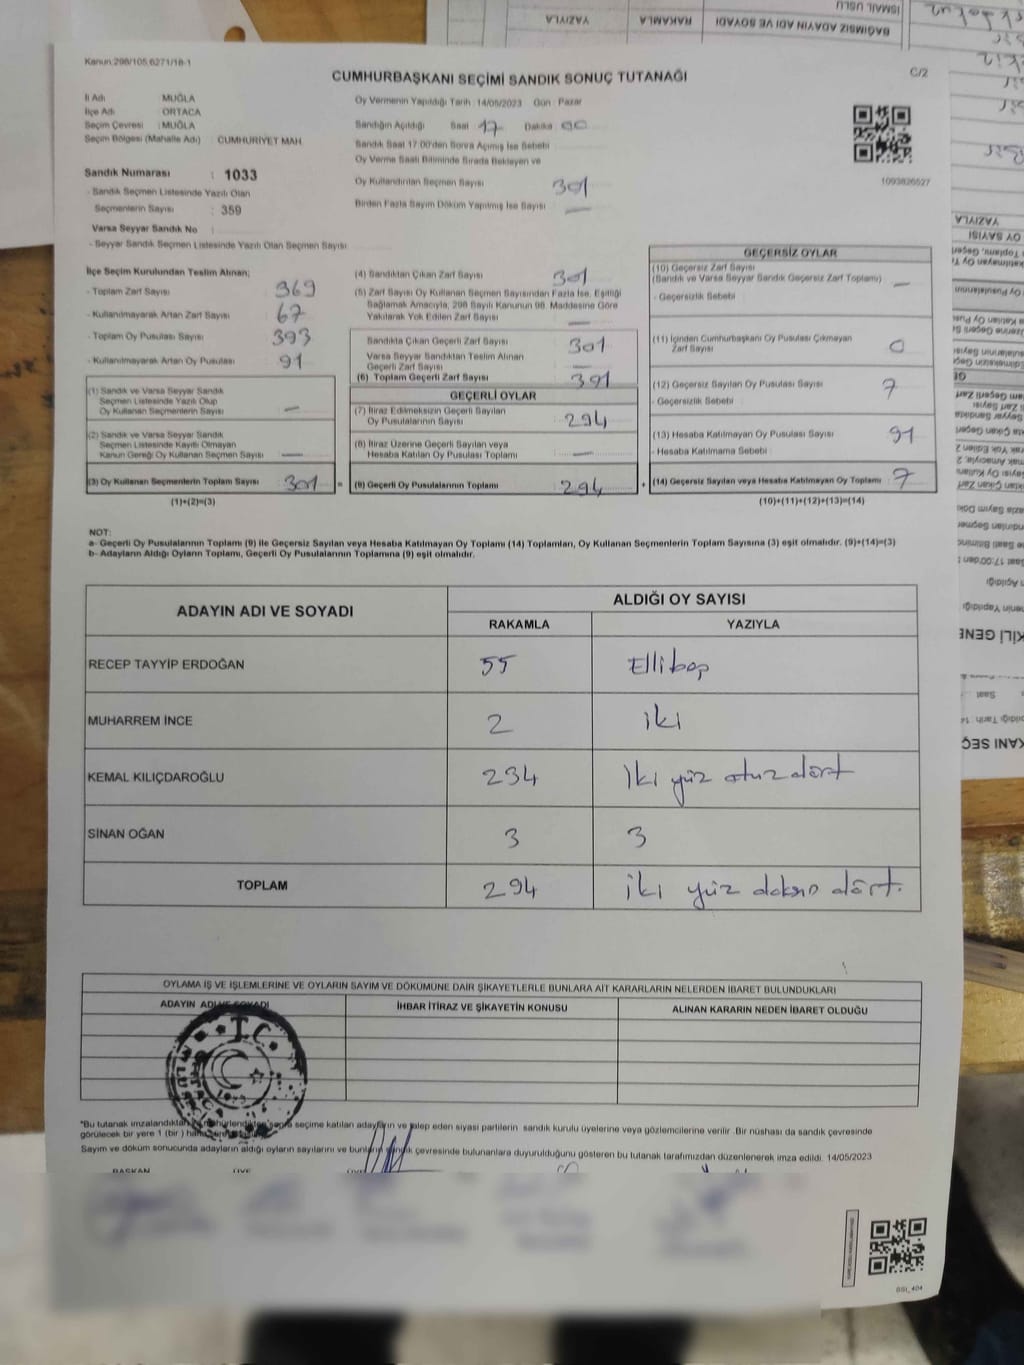 Kanun:298/105,6271/18-1
C/2
CUMHURBAŞKANI SEÇİMİ SANDIK SONUÇ TUTANAĞI
İl Adı : MUĞLA
İlçe Adı : ORTACA
Seçim Çevresi : MUĞLA
Seçim Bölgesi (Mahalle Adı) : CUMHURİYET MAH.
Oy Vermenin Yapıldığı Tarih : 14/05/2023 Gün : Pazar
Sandığın Açıldığı Saat : 17 Dakika : 00
Sandık Saat 17:00'den Sonra Açımış İse Sebebi :
Oy Verme Saati Bitiminde Sırada Bekleyen ve
Oy Kullandırılan Seçmen Sayısı 301
Birden Fazla Sayım Döküm Yapılmış İse Sayısı : —
1093826527
Sandık Numarası : 1033
- Sandık Seçmen Listesinde Yazılı Olan
Seçmenlerin Sayısı : 359
Varsa Seyyar Sandık No :
- Seyyar Sandık Seçmen Listesinde Yazılı Olan Seçmen Sayısı
İlçe Seçim Kurulundan Teslim Alınan;
- Toplam Zarf Sayısı : 369
- Kullanılmayarak Artan Zarf Sayısı : 67
- Toplam Oy Pusulası Sayısı : 393
- Kullanılmayarak Artan Oy Pusulası : 91
(1) Sandık ve Varsa Seyyar Sandık
Seçmen Listesinde Yazılı Olup
Oy Kullanan Seçmenlerin Sayısı : —
(2) Sandık ve Varsa Seyyar Sandık
Seçmen Listesinde Kayıtlı Olmayan
Kanun Gereği Oy Kullanan Seçmen Sayısı : —
(3) Oy Kullanan Seçmenlerin Toplam Sayısı : 301 =
(1)+(2)=(3)
(4) Sandıktan Çıkan Zarf Sayısı : 301
(5) Zarf Sayısı Oy Kullanan Seçmen Sayısından Fazla İse, Eşitliği
Sağlamak Amacıyla, 298 Sayılı Kanunun 98. Maddesine Göre
Yakılarak Yok Edilen Zarf Sayısı : —
Sandıkta Çıkan Geçerli Zarf Sayısı : 301
Varsa Seyyar Sandıktan Teslim Alınan
Geçerli Zarf Sayısı : —
(6) Toplam Geçerli Zarf Sayısı : 301
GEÇERLİ OYLAR
(7) İtiraz Edilmeksizin Geçerli Sayılan
Oy Pusulalarının Sayısı : 294
(8) İtiraz Üzerine Geçerli Sayılan veya
Hesaba Katılan Oy Pusulası Toplamı : —
(9) Geçerli Oy Pusulalarının Toplamı : 294 +
GEÇERSİZ OYLAR
(10) Geçersiz Zarf Sayısı
(Sandık ve Varsa Seyyar Sandık Geçersiz Zarf Toplamı) : —
- Geçersizlik Sebebi :
(11) İçinden Cumhurbaşkanı Oy Pusulası Çıkmayan
Zarf Sayısı : 0
(12) Geçersiz Sayılan Oy Pusulası Sayısı : 7
- Geçersizlik Sebebi :
(13) Hesaba Katılmayan Oy Pusulası Sayısı : 91
- Hesaba Katılmama Sebebi :
(14) Geçersiz Sayılan veya Hesaba Katılmayan Oy Toplamı : 7
(10)+(11)+(12)+(13)=(14)
NOT:
a- Geçerli Oy Pusulalarının Toplamı (9) ile Geçersiz Sayılan veya Hesaba Katılmayan Oy Toplamı (14) Toplamları, Oy Kullanan Seçmenlerin Toplam Sayısına (3) eşit olmalıdır. (9)+(14)=(3)
b- Adayların Aldığı Oyların Toplamı, Geçerli Oy Pusulalarının Toplamına (9) eşit olmalıdır.
ADAYIN ADI VE SOYADI
ALDIĞI OY SAYISI
RAKAMLA YAZIYLA
RECEP TAYYİP ERDOĞAN 55 Ellibeş
MUHARREM İNCE 2 iki
KEMAL KILIÇDAROĞLU 234 İki yüz otuz dört
SİNAN OĞAN 3 3
TOPLAM 294 iki yüz doksan dört.
OYLAMA İŞ VE İŞLEMLERİNE VE OYLARIN SAYIM VE DÖKÜMÜNE DAİR ŞİKAYETLERLE BUNLARA AİT KARARLARIN NELERDEN İBARET BULUNDUKLARI
ADAYIN ADI VE SOYADI İHBAR İTİRAZ VE ŞİKAYETİN KONUSU ALINAN KARARIN NEDEN İBARET OLDUĞU
T.C.
*Bu tutanak imzalandıktan ve mühürlendikten sonra seçime katılan adayların ve talep eden siyasi partilerin sandık kurulu üyelerine veya gözlemcilerine verilir .Bir nüshası da sandık çevresinde
görülecek bir yere 1 (bir )
Sayım ve döküm sonucunda adayların aldığı oyların sayılarını ve bunların sandık çevresinde bulunanlara duyurulduğunu gösteren bu tutanak tarafımızdan düzenlenerek imza edildi. 14/05/2023
BAŞKAN ÜYE ÜYE